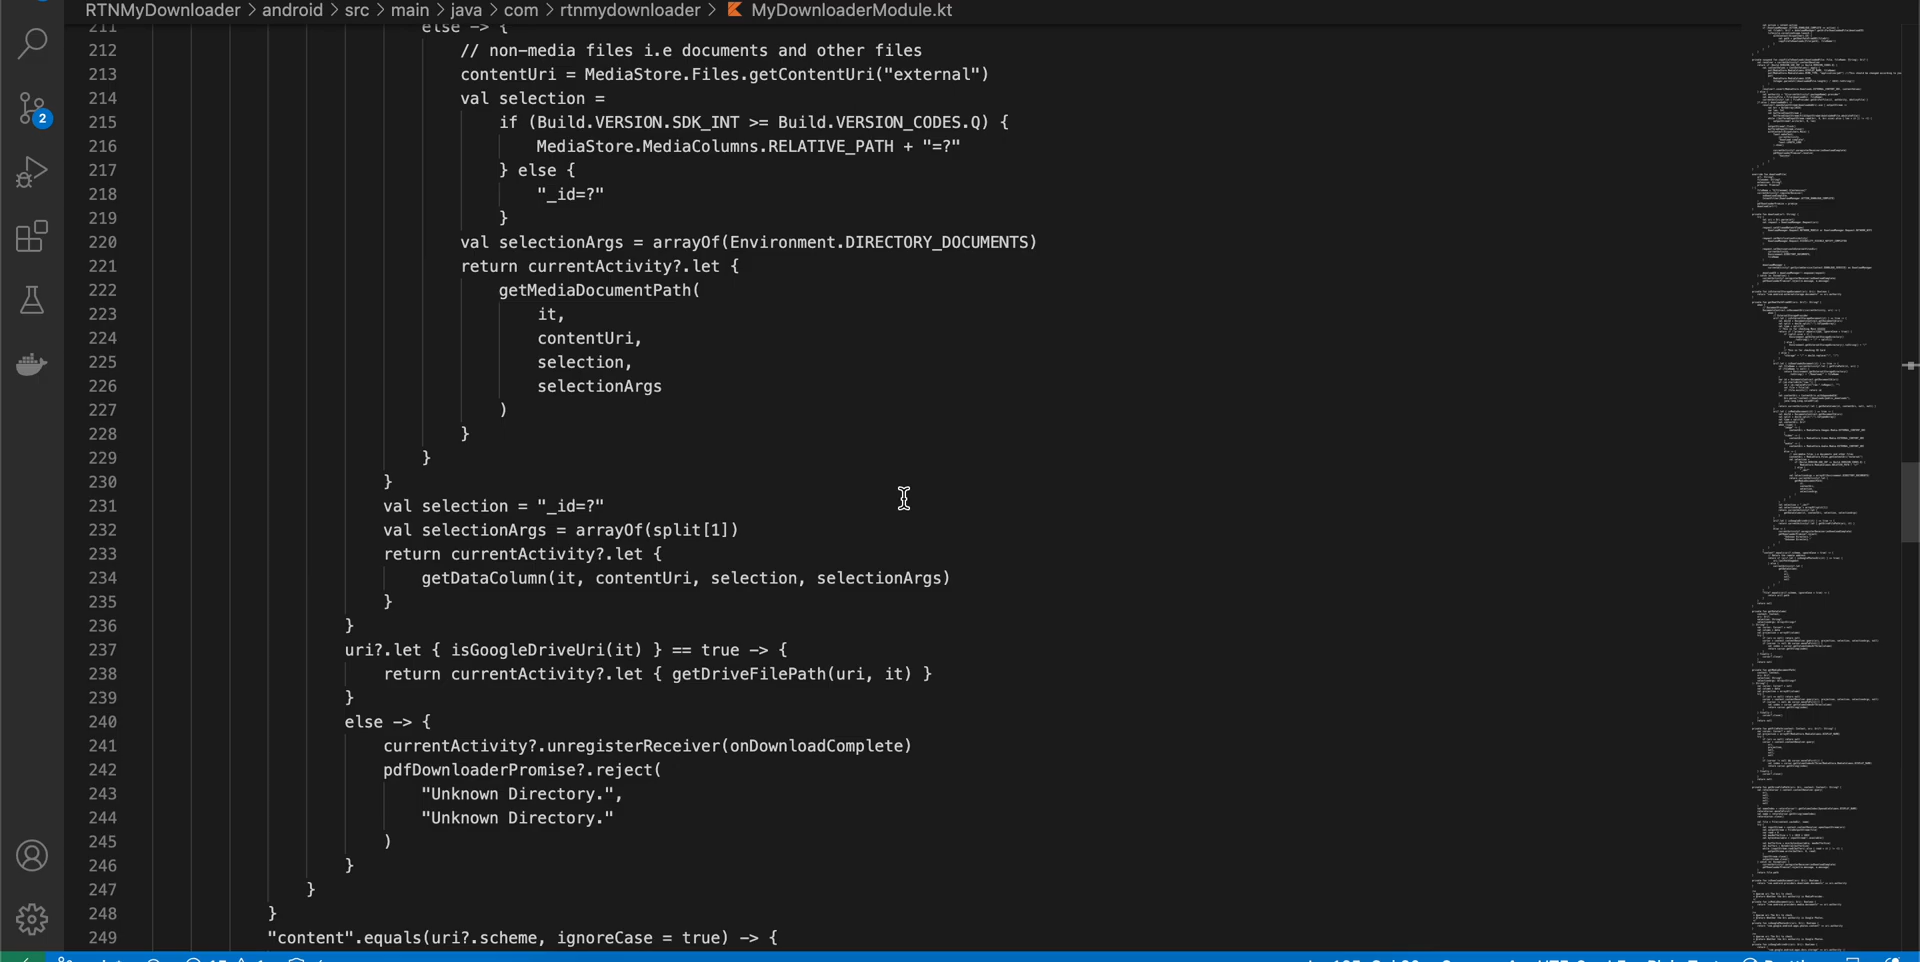 RTNMyDownloader > android > src > main > java > com > rtnmydownloader > MyDownloaderModule.kt
211 else -> {
212 // non-media files i.e documents and other files
213 contentUri = MediaStore.Files.getContentUri("external")
214 val selection =
215 if (Build.VERSION.SDK_INT >= Build.VERSION_CODES.Q) {
216 MediaStore.MediaColumns.RELATIVE_PATH + "=?"
217 } else {
218 "_id=?"
219 }
220 val selectionArgs = arrayOf(Environment.DIRECTORY_DOCUMENTS)
221 return currentActivity?.let {
222 getMediaDocumentPath(
223 it,
224 contentUri,
225 selection,
226 selectionArgs
227 )
228 }
229 }
230 }
231 val selection = "_id=?"
232 val selectionArgs = arrayOf(split[1])
233 return currentActivity?.let {
234 getDataColumn(it, contentUri, selection, selectionArgs)
235 }
236 }
237 uri?.let { isGoogleDriveUri(it) } == true -> {
238 return currentActivity?.let { getDriveFilePath(uri, it) }
239 }
240 else -> {
241 currentActivity?.unregisterReceiver(onDownloadComplete)
242 pdfDownloaderPromise?.reject(
243 "Unknown Directory.",
244 "Unknown Directory."
245 )
246 }
247 }
248 }
249 "content".equals(uri?.scheme, ignoreCase = true) -> {
2